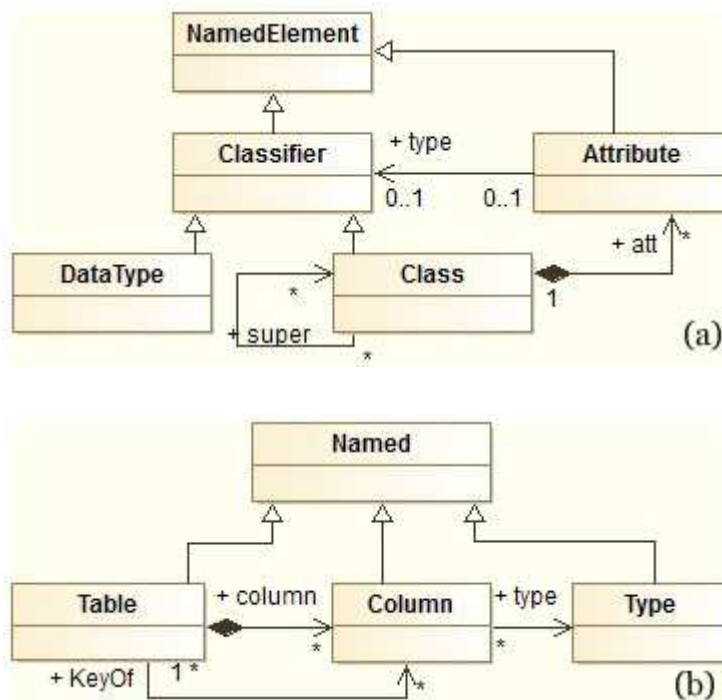 NamedElement
Classifier
+ type
Attribute
0..1
0..1
+ att
*
DataType
Class
*
1
+ super
*
(a)
Named
Table
+ column
Column
+ type
Type
*
*
+ KeyOf
1 *
*
(b)